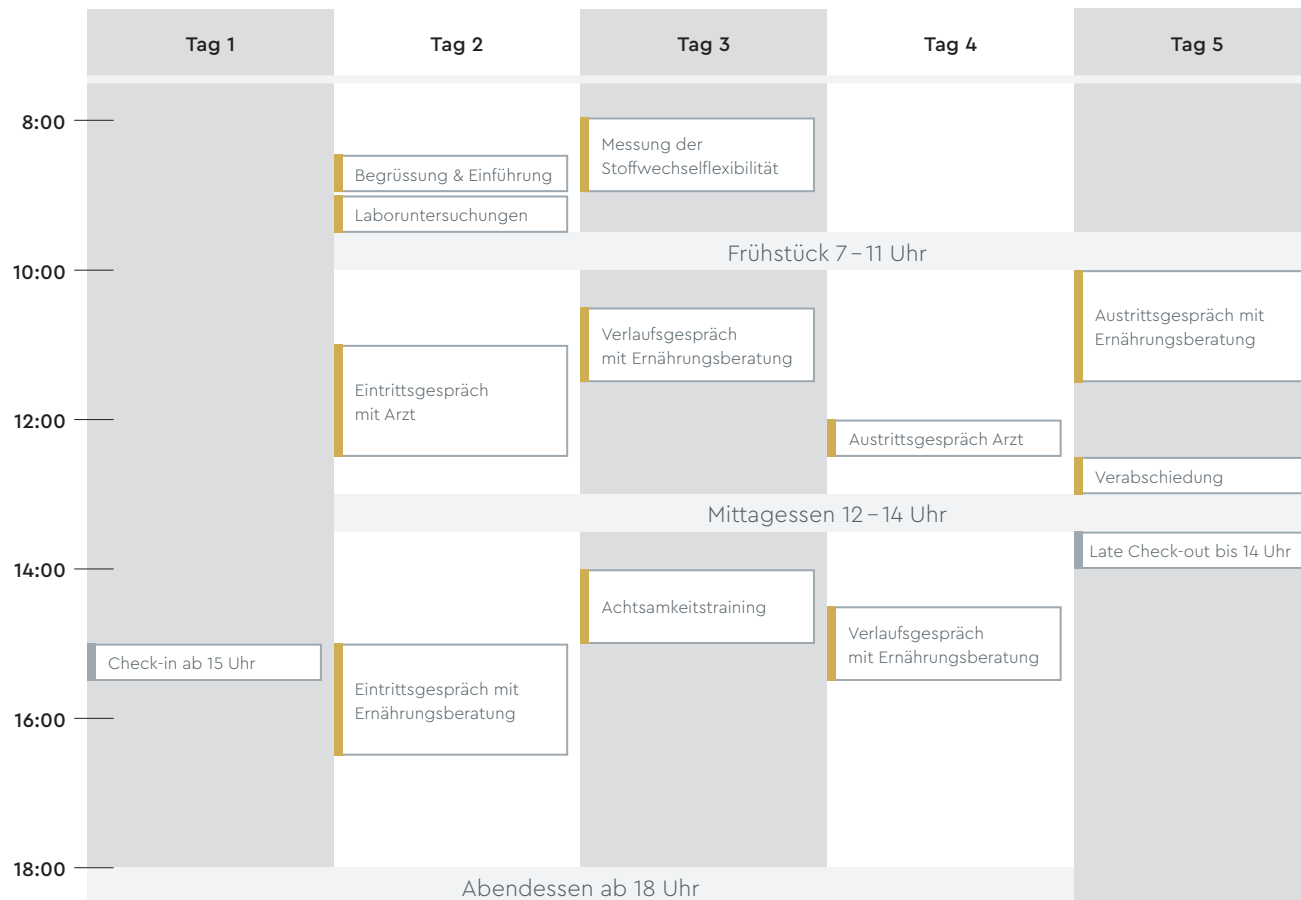 Tag 1
Tag 2
Tag 3
Tag 4
Tag 5
8:00
Messung der
Stoffwechselflexibilität
Begrüssung & Einführung
Laboruntersuchungen
Frühstück 7 – 11 Uhr
10:00
Austrittsgespräch mit
Ernährungsberatung
Verlaufsgespräch
mit Ernährungsberatung
Eintrittsgespräch
mit Arzt
12:00
Austrittsgespräch Arzt
Verabschiedung
Mittagessen 12 – 14 Uhr
Late Check-out bis 14 Uhr
14:00
Achtsamkeitstraining
Verlaufsgespräch
mit Ernährungsberatung
Check-in ab 15 Uhr
Eintrittsgespräch mit
Ernährungsberatung
16:00
18:00
Abendessen ab 18 Uhr